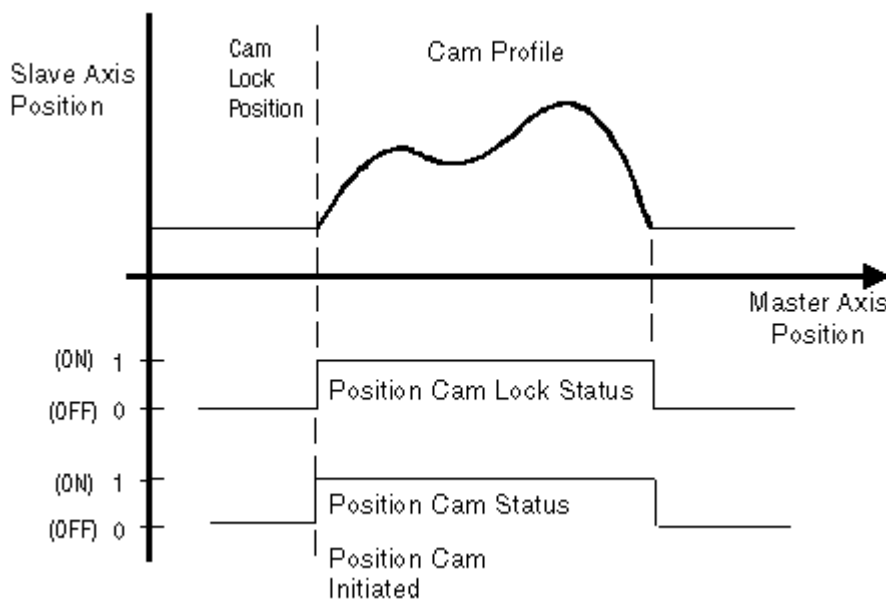 Cam
Lock
Position
Cam Profile
Slave Axis
Position
Master Axis
Position
(ON) 1
Position Cam Lock Status
(OFF) 0
(ON) 1
Position Cam Status
(OFF) 0
Position Cam
Initiated